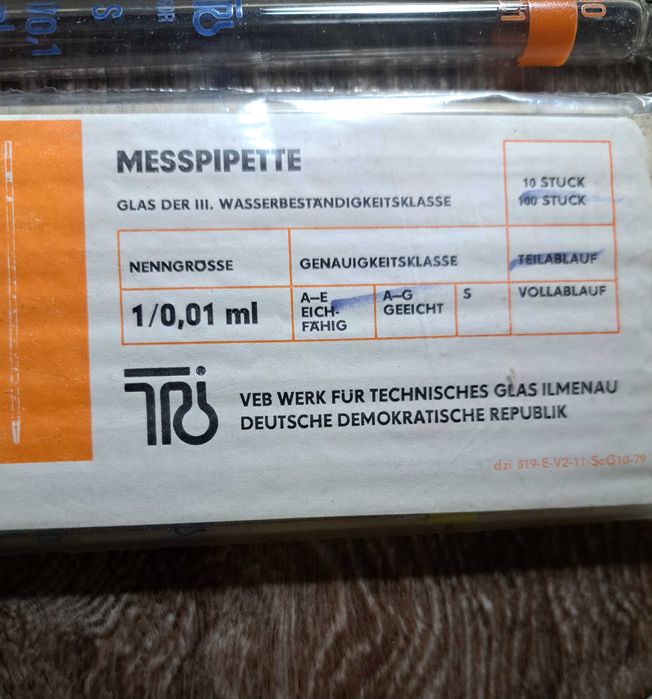 MESSPIPETTE
GLAS DER III. WASSERBESTÄNDIGKEITSKLASSE
10 STUCK
100 STUCK
NENNGRÖSSE
GENAUIGKEITSKLASSE
TEILABLAUF
1/0,01 ml
A–E
EICH-
FÄHIG
A–G
GEEICHT
S
VOLLABLAUF
VEB WERK FÜR TECHNISCHES GLAS ILMENAU
DEUTSCHE DEMOKRATISCHE REPUBLIK
dzi 819-E-V2-11 ScG10-79